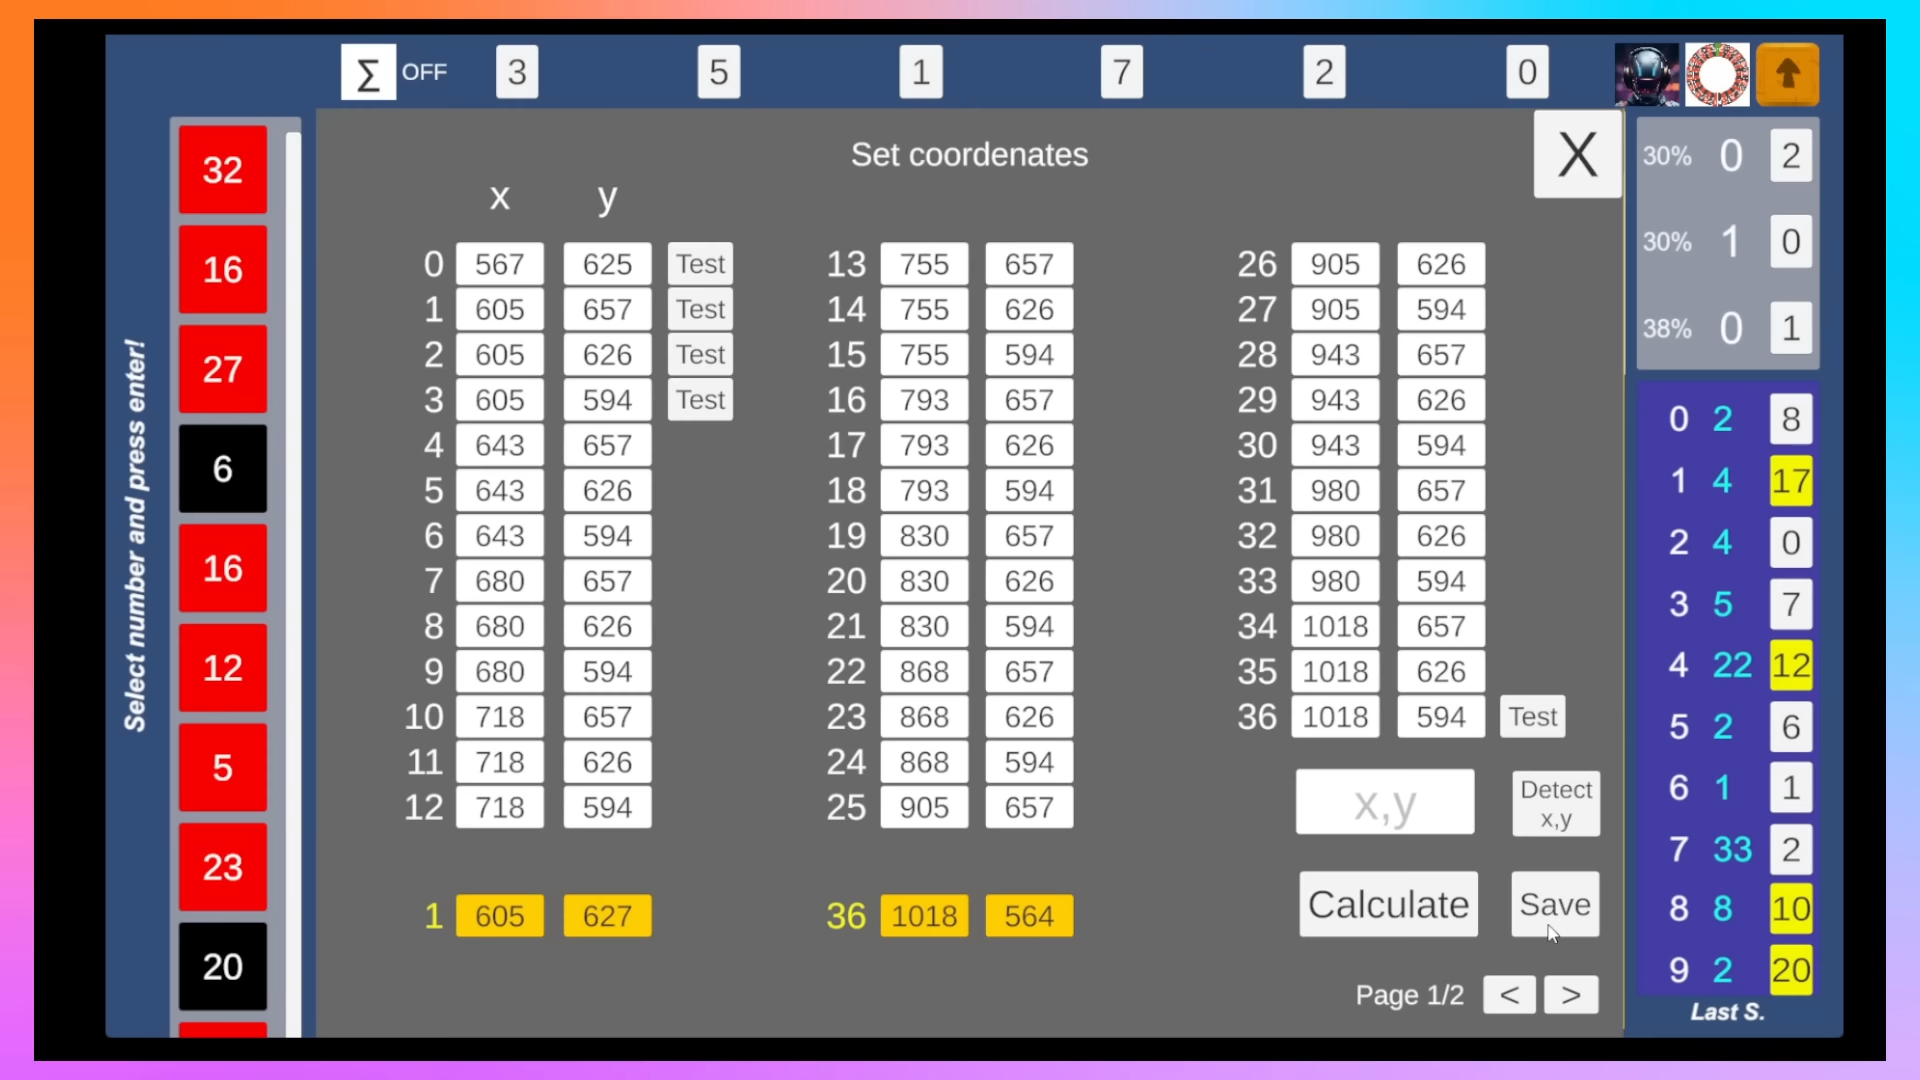 ∑ OFF 3 5 1 7 2 0
Select number and press enter!
32
16
27
6
16
12
5
23
20
Set coordenates
X
x y
0 567 625 Test 13 755 657 26 905 626
1 605 657 Test 14 755 626 27 905 594
2 605 626 Test 15 755 594 28 943 657
3 605 594 Test 16 793 657 29 943 626
4 643 657 17 793 626 30 943 594
5 643 626 18 793 594 31 980 657
6 643 594 19 830 657 32 980 626
7 680 657 20 830 626 33 980 594
8 680 626 21 830 594 34 1018 657
9 680 594 22 868 657 35 1018 626
10 718 657 23 868 626 36 1018 594 Test
11 718 626 24 868 594
12 718 594 25 905 657
x,y
Detect
x,y
1 605 627 36 1018 564
Calculate Save
Page 1/2 < >
30% 0 2
30% 1 0
38% 0 1
0 2 8
1 4 17
2 4 0
3 5 7
4 22 12
5 2 6
6 1 1
7 33 2
8 8 10
9 2 20
Last S.